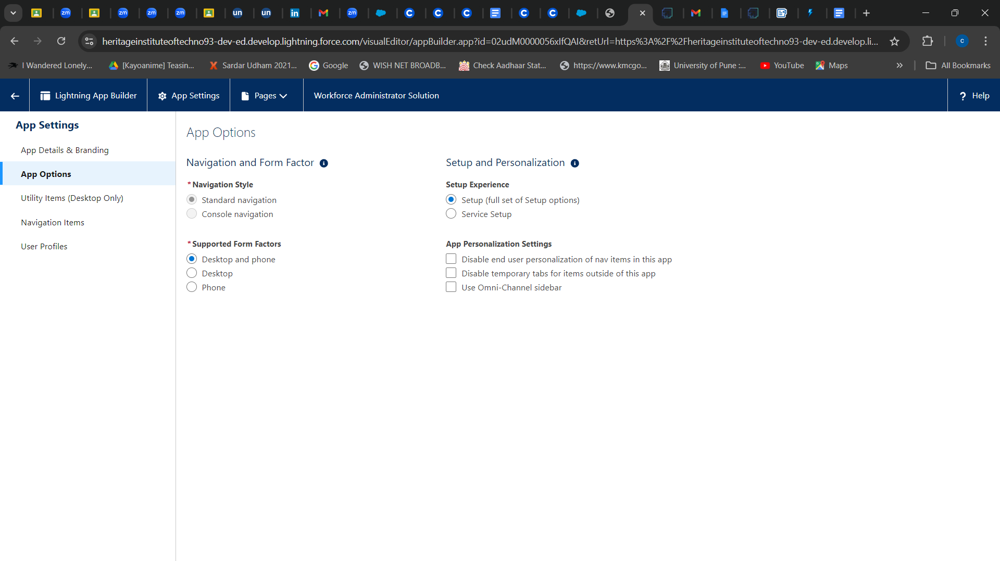 zm
zm
zm
zm
un
un
in
zm
C
C
C
C
C
heritageinstituteoftechno93-dev-ed.develop.lightning.force.com/visualEditor/appBuilder.app?id=02udM0000056xIfQAI&retUrl=https%3A%2F%2Fheritageinstituteoftechno93-dev-ed.develop.li...
C
I Wandered Lonely...
[Kayoanime] Teasin...
Sardar Udham 2021...
Google
WISH NET BROADB...
Check Aadhaar Stat...
https://www.kmcgo...
University of Pune :...
YouTube
Maps
All Bookmarks
Lightning App Builder
App Settings
Pages
Workforce Administrator Solution
? Help
App Settings
App Details & Branding
App Options
Utility Items (Desktop Only)
Navigation Items
User Profiles
App Options
Navigation and Form Factor
*Navigation Style
Standard navigation
Console navigation
*Supported Form Factors
Desktop and phone
Desktop
Phone
Setup and Personalization
Setup Experience
Setup (full set of Setup options)
Service Setup
App Personalization Settings
Disable end user personalization of nav items in this app
Disable temporary tabs for items outside of this app
Use Omni-Channel sidebar